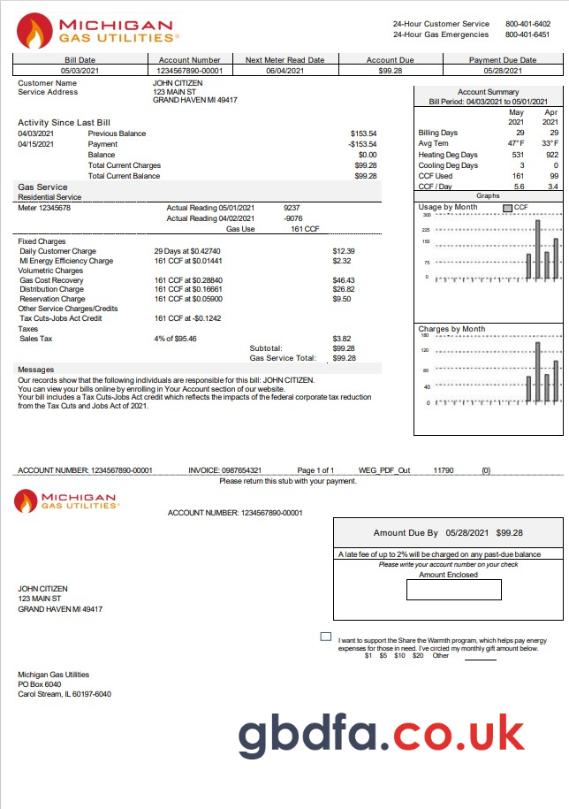 MICHIGAN
GAS UTILITIES
24-Hour Customer Service 800-401-6402
24-Hour Gas Emergencies 800-401-6451
Bill Date Account Number Next Meter Read Date Account Due Payment Due Date
05/03/2021 1234567890-00001 06/04/2021 $99.28 05/28/2021
Customer Name JOHN CITIZEN
Service Address 123 MAIN ST
GRAND HAVEN MI 49417
Account Summary
Bill Period: 04/03/2021 to 05/01/2021
May Apr
2021 2021
Billing Days 29 29
Avg Tem 47°F 33°F
Heating Deg Days 531 922
Cooling Deg Days 3 0
CCF Used 161 99
CCF / Day 5.6 3.4
Activity Since Last Bill
04/03/2021 Previous Balance $153.54
04/15/2021 Payment -$153.54
Balance $0.00
Total Current Charges $99.28
Total Current Balance $99.28
Gas Service
Residential Service
Meter 12345678 Actual Reading 05/01/2021 9237
Actual Reading 04/02/2021 -9076
Gas Use 161 CCF
Fixed Charges
Daily Customer Charge 29 Days at $0.42740 $12.39
MI Energy Efficiency Charge 161 CCF at $0.01441 $2.32
Volumetric Charges
Gas Cost Recovery 161 CCF at $0.28840 $46.43
Distribution Charge 161 CCF at $0.16661 $26.82
Reservation Charge 161 CCF at $0.05900 $9.50
Other Service Charges/Credits
Tax Cuts-Jobs Act Credit 161 CCF at -$0.1242
Taxes
Sales Tax 4% of $95.46 $3.82
Subtotal: $99.28
Gas Service Total: $99.28
Graphs
Usage by Month CCF
300
225
150
75
0
Charges by Month
180
120
80
40
0
Messages
Our records show that the following individuals are responsible for this bill: JOHN CITIZEN.
You can view your bills online by enrolling in Your Account section of our website.
Your bill includes a Tax Cuts-Jobs Act credit which reflects the impacts of the federal corporate tax reduction
from the Tax Cuts and Jobs Act of 2021.
ACCOUNT NUMBER: 1234567890-00001 INVOICE: 0987654321 Page 1 of 1 WEG_PDF_Out 11790 (0)
Please return this stub with your payment.
MICHIGAN
GAS UTILITIES
ACCOUNT NUMBER: 1234567890-00001
Amount Due By 05/28/2021 $99.28
A late fee of up to 2% will be charged on any past-due balance
Please write your account number on your check
Amount Enclosed
JOHN CITIZEN
123 MAIN ST
GRAND HAVEN MI 49417
I want to support the Share the Warmth program, which helps pay energy
expenses for those in need. I've circled my monthly gift amount below.
$1 $5 $10 $20 Other
Michigan Gas Utilities
PO Box 6040
Carol Stream, IL 60197-6040
gbdfa.co.uk